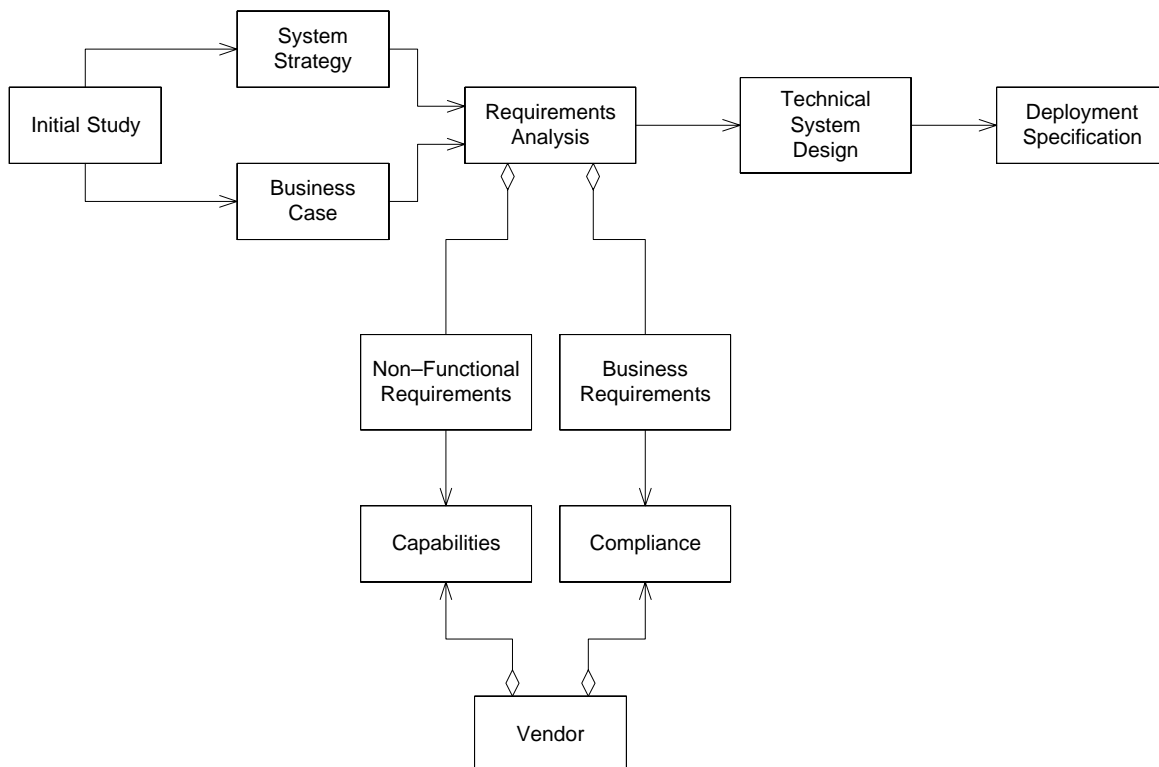 System
Strategy
Initial Study
Business
Case
Requirements
Analysis
Technical
System
Design
Deployment
Specification
Non–Functional
Requirements
Business
Requirements
Capabilities
Compliance
Vendor